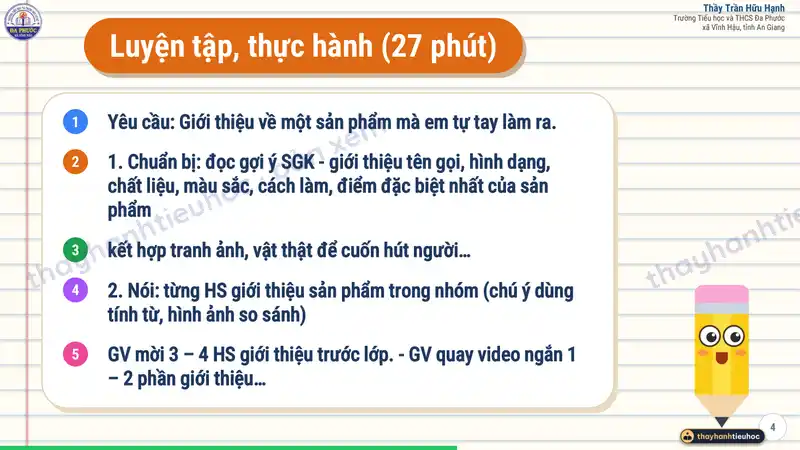 ĐA PHƯỚC
Thầy Trần Hữu Hạnh
Trường Tiểu học và THCS Đa Phước
xã Vĩnh Hậu, tỉnh An Giang
Luyện tập, thực hành (27 phút)
1 Yêu cầu: Giới thiệu về một sản phẩm mà em tự tay làm ra.
2 1. Chuẩn bị: đọc gợi ý SGK - giới thiệu tên gọi, hình dạng,
chất liệu, màu sắc, cách làm, điểm đặc biệt nhất của sản
phẩm
3 kết hợp tranh ảnh, vật thật để cuốn hút người…
4 2. Nói: từng HS giới thiệu sản phẩm trong nhóm (chú ý dùng
tính từ, hình ảnh so sánh)
5 GV mời 3 – 4 HS giới thiệu trước lớp. - GV quay video ngắn 1
– 2 phần giới thiệu…
thayhanhtieuhoc
4